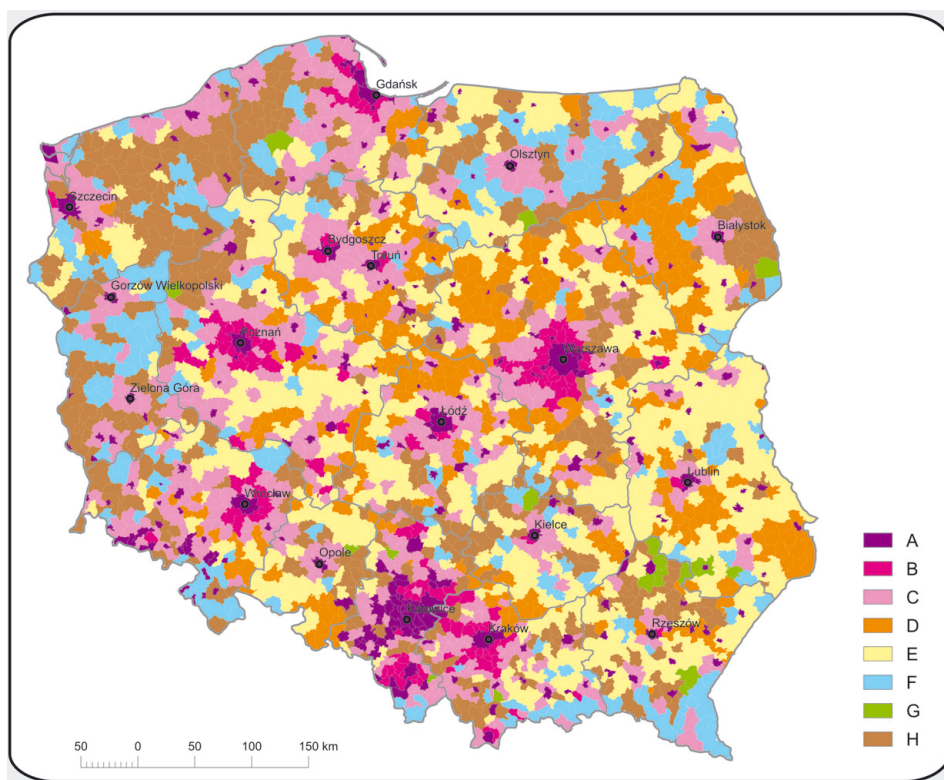 Gdańsk
Olsztyn
Szczecin
Białystok
Bydgoszcz
Toruń
Gorzów Wielkopolski
Poznań
Warszawa
Zielona Góra
Łódź
Lublin
Wrocław
Kielce
Opole
Katowice
Kraków
Rzeszów
A
B
C
D
E
F
G
H
50 0 50 100 150 km